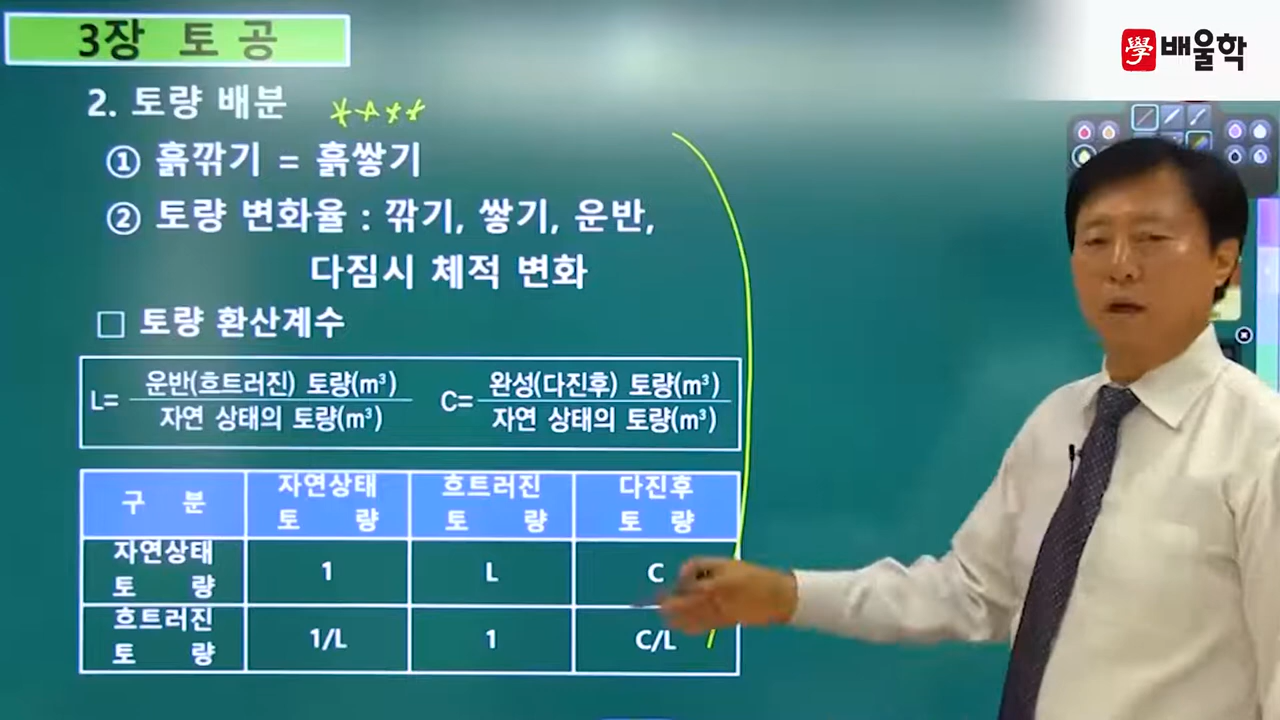 3장 토 공
學 배울학
2. 토량 배분
① 흙깎기 = 흙쌓기
② 토량 변화율 : 깎기, 쌓기, 운반,
다짐시 체적 변화
□ 토량 환산계수
L= 운반(흐트러진) 토량(m³) / 자연 상태의 토량(m³) C= 완성(다진후) 토량(m³) / 자연 상태의 토량(m³)
구 분 자연상태 토 량 흐트러진 토 량 다진후 토 량
자연상태 토 량 1 L C
흐트러진 토 량 1/L 1 C/L